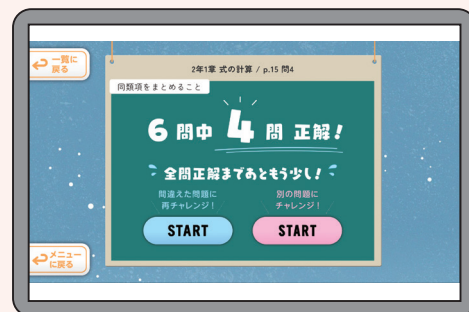 一覧に
戻る
2年1章 式の計算 / p.15 問4
同類項をまとめること
6 問中 4 問 正解!
全問正解まであともう少し!
間違えた問題に
再チャレンジ!
別の問題に
チャレンジ!
START
START
メニュー
に戻る